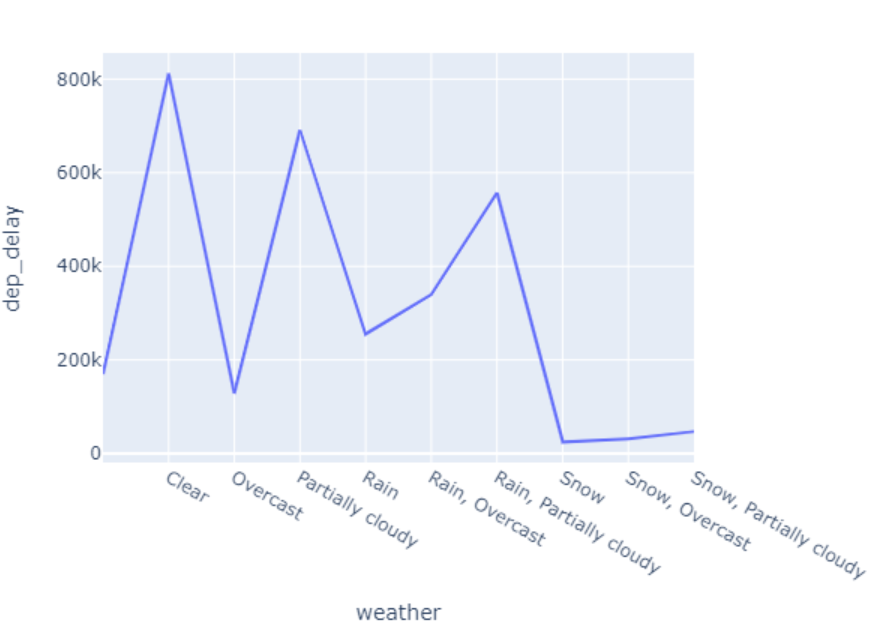 800k
600k
400k
200k
0
dep_delay
Clear
Overcast
Partially cloudy
Rain
Rain, Overcast
Rain, Partially cloudy
Snow
Snow, Overcast
Snow, Partially cloudy
weather